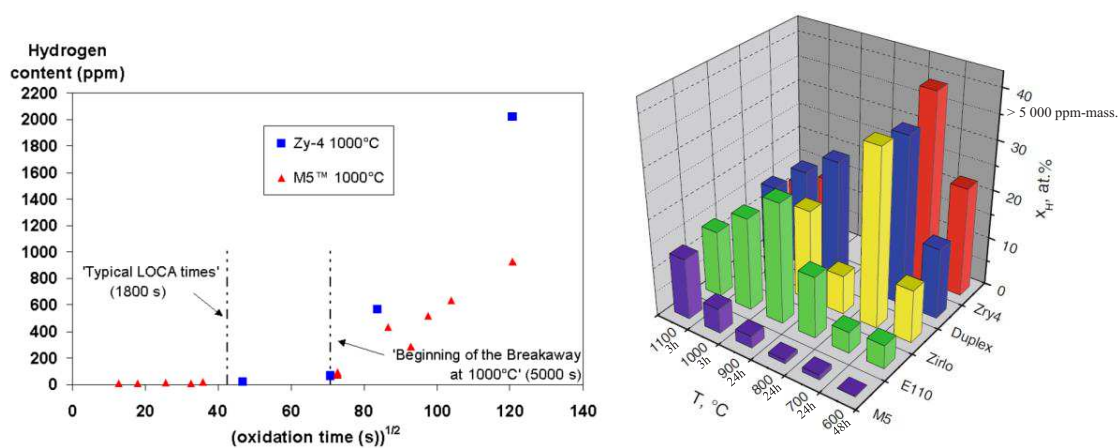 Hydrogen
content (ppm)
2200
2000
1800
1600
1400
1200
1000
800
600
400
200
0
Zy-4 1000°C
M5™ 1000°C
'Typical LOCA times'
(1800 s)
'Beginning of the Breakaway
at 1000°C' (5000 s)
0 20 40 60 80 100 120 140
(oxidation time (s))^1/2
40
> 5 000 ppm-mass.
30
20
10
0
x_H, at.%
Zry4
Duplex
Zirlo
E110
M5
1100
3h
1000
3h
900
24h
800
24h
700
24h
600
48h
T, °C